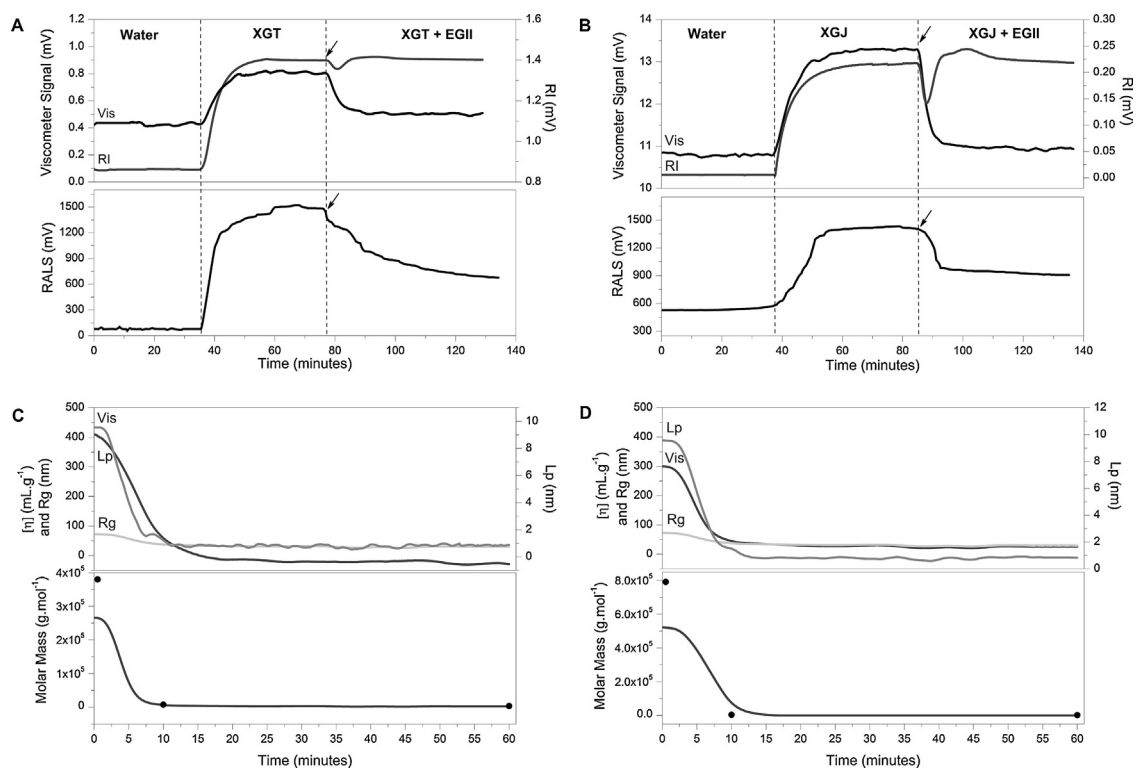 A
Water
XGT
XGT + EGII
Viscometer Signal (mV)
1.2
1.0
0.8
0.6
0.4
0.2
0.0
Vis
RI
1.6
1.4
1.2
1.0
0.8
RI (mV)
RALS (mV)
1500
1200
900
600
300
0
0 20 40 60 80 100 120 140
Time (minutes)
B
Water
XGJ
XGJ + EGII
Viscometer Signal (mV)
14
13
12
11
10
Vis
RI
0.30
0.25
0.20
0.15
0.10
0.05
0.00
RI (mV)
RALS (mV)
1500
1200
900
600
300
0 20 40 60 80 100 120 140
Time (minutes)
C
[η] (mL.g⁻¹)
and Rg (nm)
500
400
300
200
100
0
Vis
Lp
Rg
10
8
6
4
2
0
Lp (nm)
Molar Mass (g.mol⁻¹)
4x10⁵
3x10⁵
2x10⁵
1x10⁵
0
0 5 10 15 20 25 30 35 40 45 50 55 60
Time (minutes)
D
[η] (mL.g⁻¹)
and Rg (nm)
500
400
300
200
100
0
Lp
Vis
Rg
12
10
8
6
4
2
0
Lp (nm)
Molar Mass (g.mol⁻¹)
8.0x10⁵
6.0x10⁵
4.0x10⁵
2.0x10⁵
0.0
0 5 10 15 20 25 30 35 40 45 50 55 60
Time (minutes)